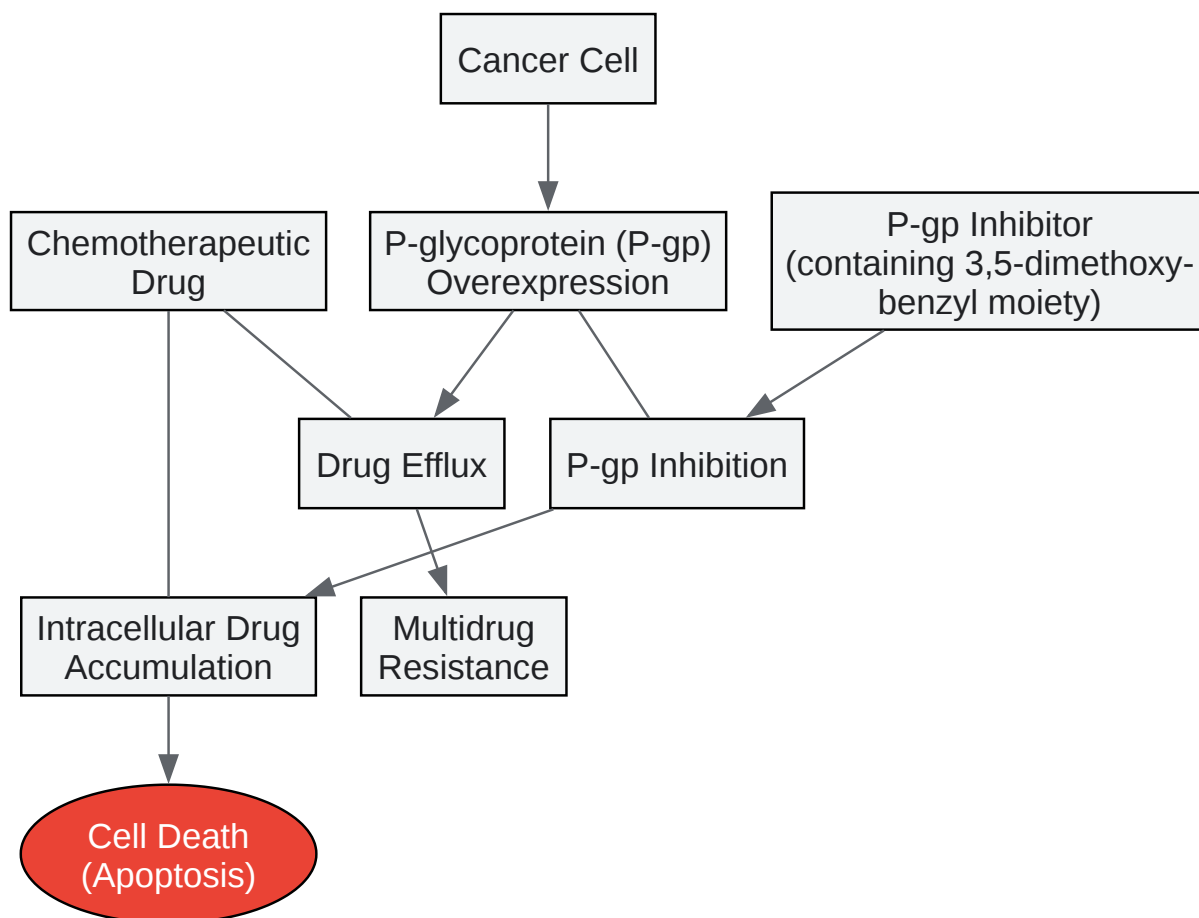 Cancer Cell
Chemotherapeutic
Drug
P-glycoprotein (P-gp)
Overexpression
P-gp Inhibitor
(containing 3,5-dimethoxy-
benzyl moiety)
Drug Efflux
P-gp Inhibition
Intracellular Drug
Accumulation
Multidrug
Resistance
Cell Death
(Apoptosis)